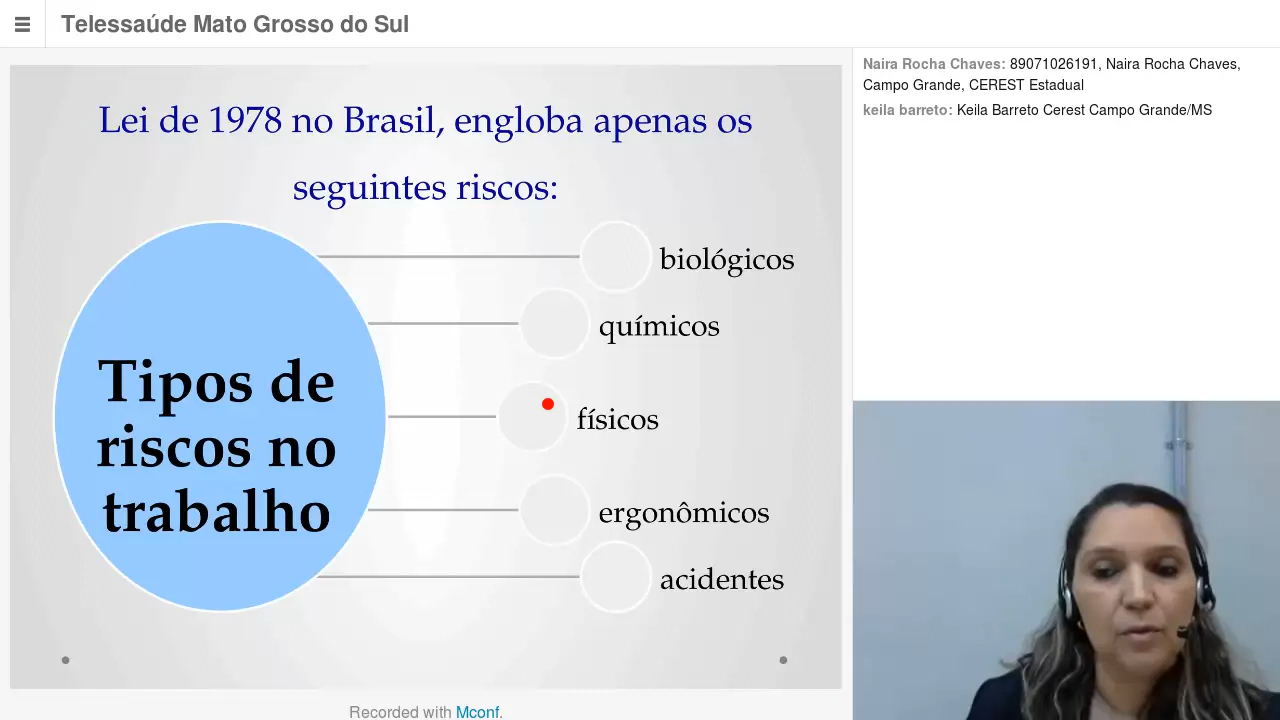 Telessaúde Mato Grosso do Sul
Lei de 1978 no Brasil, engloba apenas os
seguintes riscos:
Tipos de
riscos no
trabalho
biológicos
químicos
físicos
ergonômicos
acidentes
Recorded with Mconf.
Naira Rocha Chaves: 89071026191, Naira Rocha Chaves,
Campo Grande, CEREST Estadual
keila barreto: Keila Barreto Cerest Campo Grande/MS